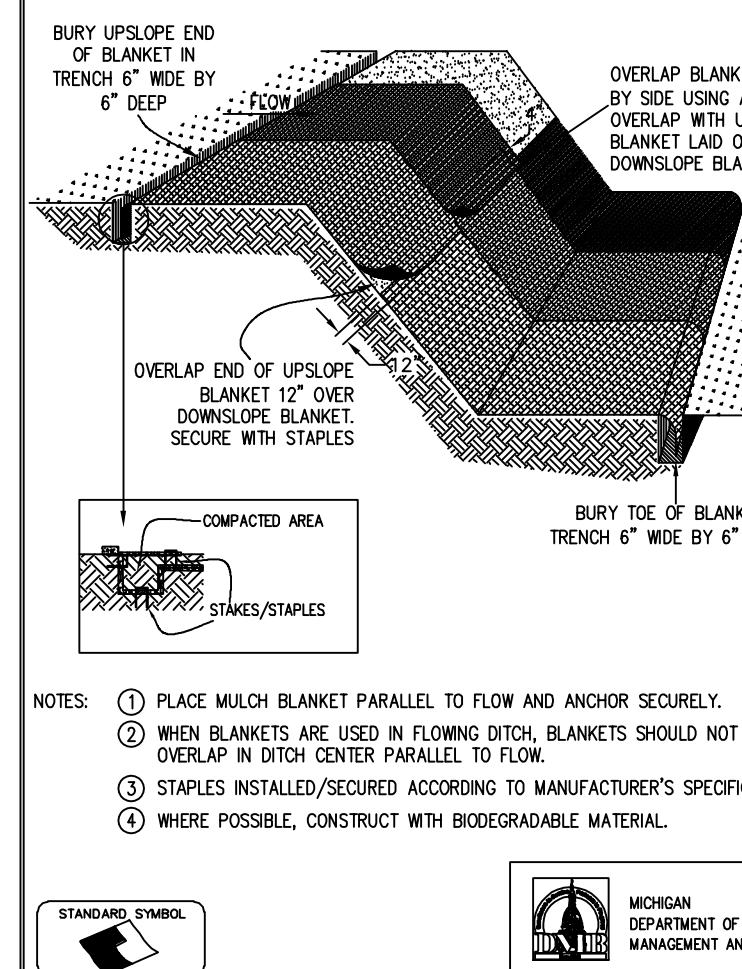 BURY UPSLOPE END
OF BLANKET IN
TRENCH 6" WIDE BY
6" DEEP
FLOW
4"
OVERLAP BLANK
BY SIDE USING A
OVERLAP WITH U
BLANKET LAID O
DOWNSLOPE BLA
OVERLAP END OF UPSLOPE
BLANKET 12" OVER
DOWNSLOPE BLANKET.
SECURE WITH STAPLES
12"
BURY TOE OF BLANK
TRENCH 6" WIDE BY 6"
COMPACTED AREA
STAKES/STAPLES
NOTES:
1 PLACE MULCH BLANKET PARALLEL TO FLOW AND ANCHOR SECURELY.
2 WHEN BLANKETS ARE USED IN FLOWING DITCH, BLANKETS SHOULD NOT
OVERLAP IN DITCH CENTER PARALLEL TO FLOW.
3 STAPLES INSTALLED/SECURED ACCORDING TO MANUFACTURER'S SPECIFI
4 WHERE POSSIBLE, CONSTRUCT WITH BIODEGRADABLE MATERIAL.
STANDARD SYMBOL
DMB
MICHIGAN
DEPARTMENT OF
MANAGEMENT AN